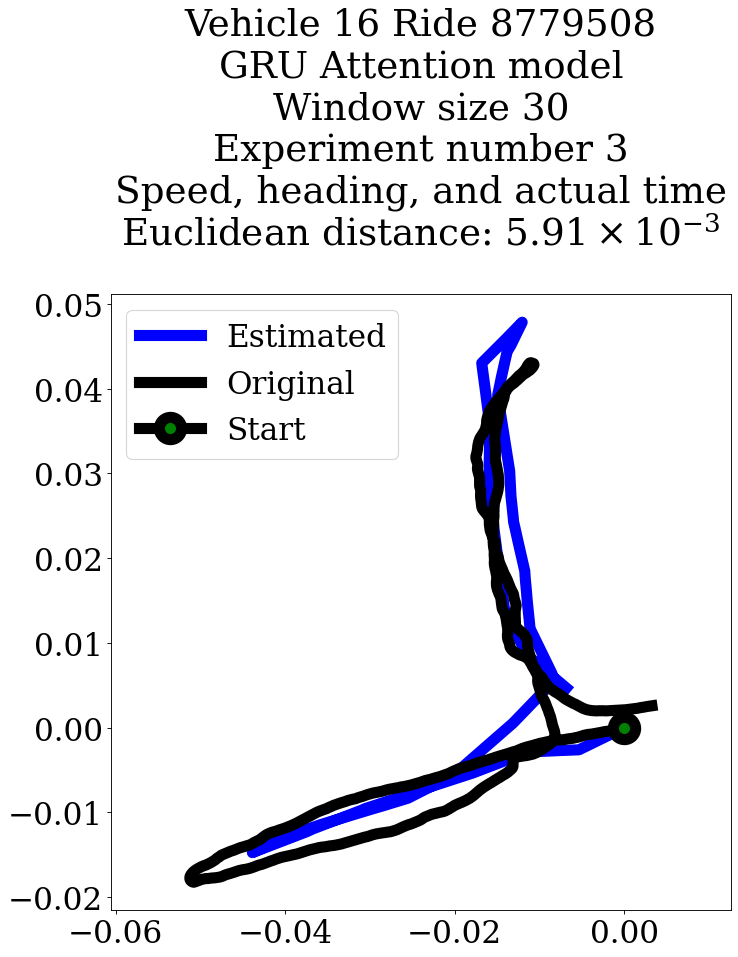 Vehicle 16 Ride 8779508
GRU Attention model
Window size 30
Experiment number 3
Speed, heading, and actual time
Euclidean distance: 5.91 × 10⁻³
0.05
0.04
0.03
0.02
0.01
0.00
−0.01
−0.02
Estimated
Original
Start
−0.06 −0.04 −0.02 0.00